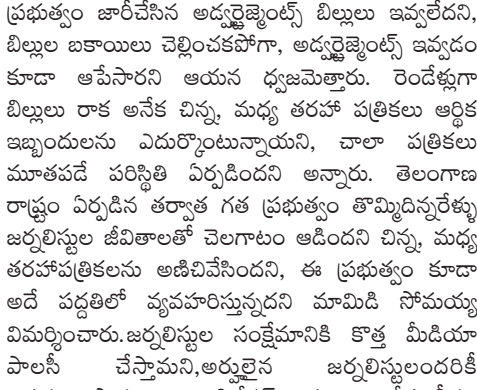 ప్రభుత్వం జారీచేసిన అడ్వర్టైజ్మెంట్స్ బిల్లులు ఇవ్వలేదని,
బిల్లుల బకాయిలు చెల్లించకపోగా, అడ్వర్టైజ్మెంట్స్ ఇవ్వడం
కూడా ఆపేసారని ఆయన ధ్వజమెత్తారు. రెండేళ్లుగా
బిల్లులు రాక అనేక చిన్న, మధ్య తరహా పత్రికలు ఆర్థిక
ఇబ్బందులను ఎదుర్కొంటున్నాయని, చాలా పత్రికలు
మూతపడే పరిస్థితి ఏర్పడిందని అన్నారు. తెలంగాణ
రాష్ట్రం ఏర్పడిన తర్వాత గత ప్రభుత్వం తొమ్మిదిన్నరేళ్ళు
జర్నలిస్టుల జీవితాలతో చెలగాటం ఆడిందని చిన్న, మధ్య
తరహాపత్రికలను అణిచివేసిందని, ఈ ప్రభుత్వం కూడా
అదే పద్దతిలో వ్యవహరిస్తున్నదని మామిడి సోమయ్య
విమర్శించారు.జర్నలిస్టుల సంక్షేమానికి కొత్త మీడియా
పాలసీ చేస్తామని,అర్హులైన జర్నలిస్టులందరికీ